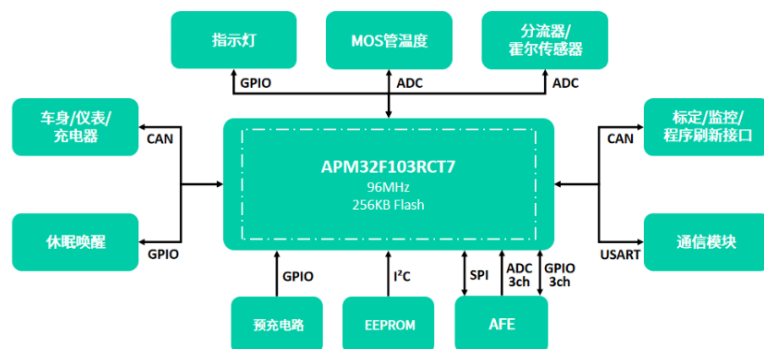 指示灯
MOS管温度
分流器/
霍尔传感器
GPIO
ADC
ADC
车身/仪表/
充电器
CAN
APM32F103RCT7
96MHz
256KB Flash
CAN
标定/监控/
程序刷新接口
休眠唤醒
GPIO
USART
通信模块
GPIO
I²C
SPI
ADC
3ch
GPIO
3ch
预充电路
EEPROM
AFE